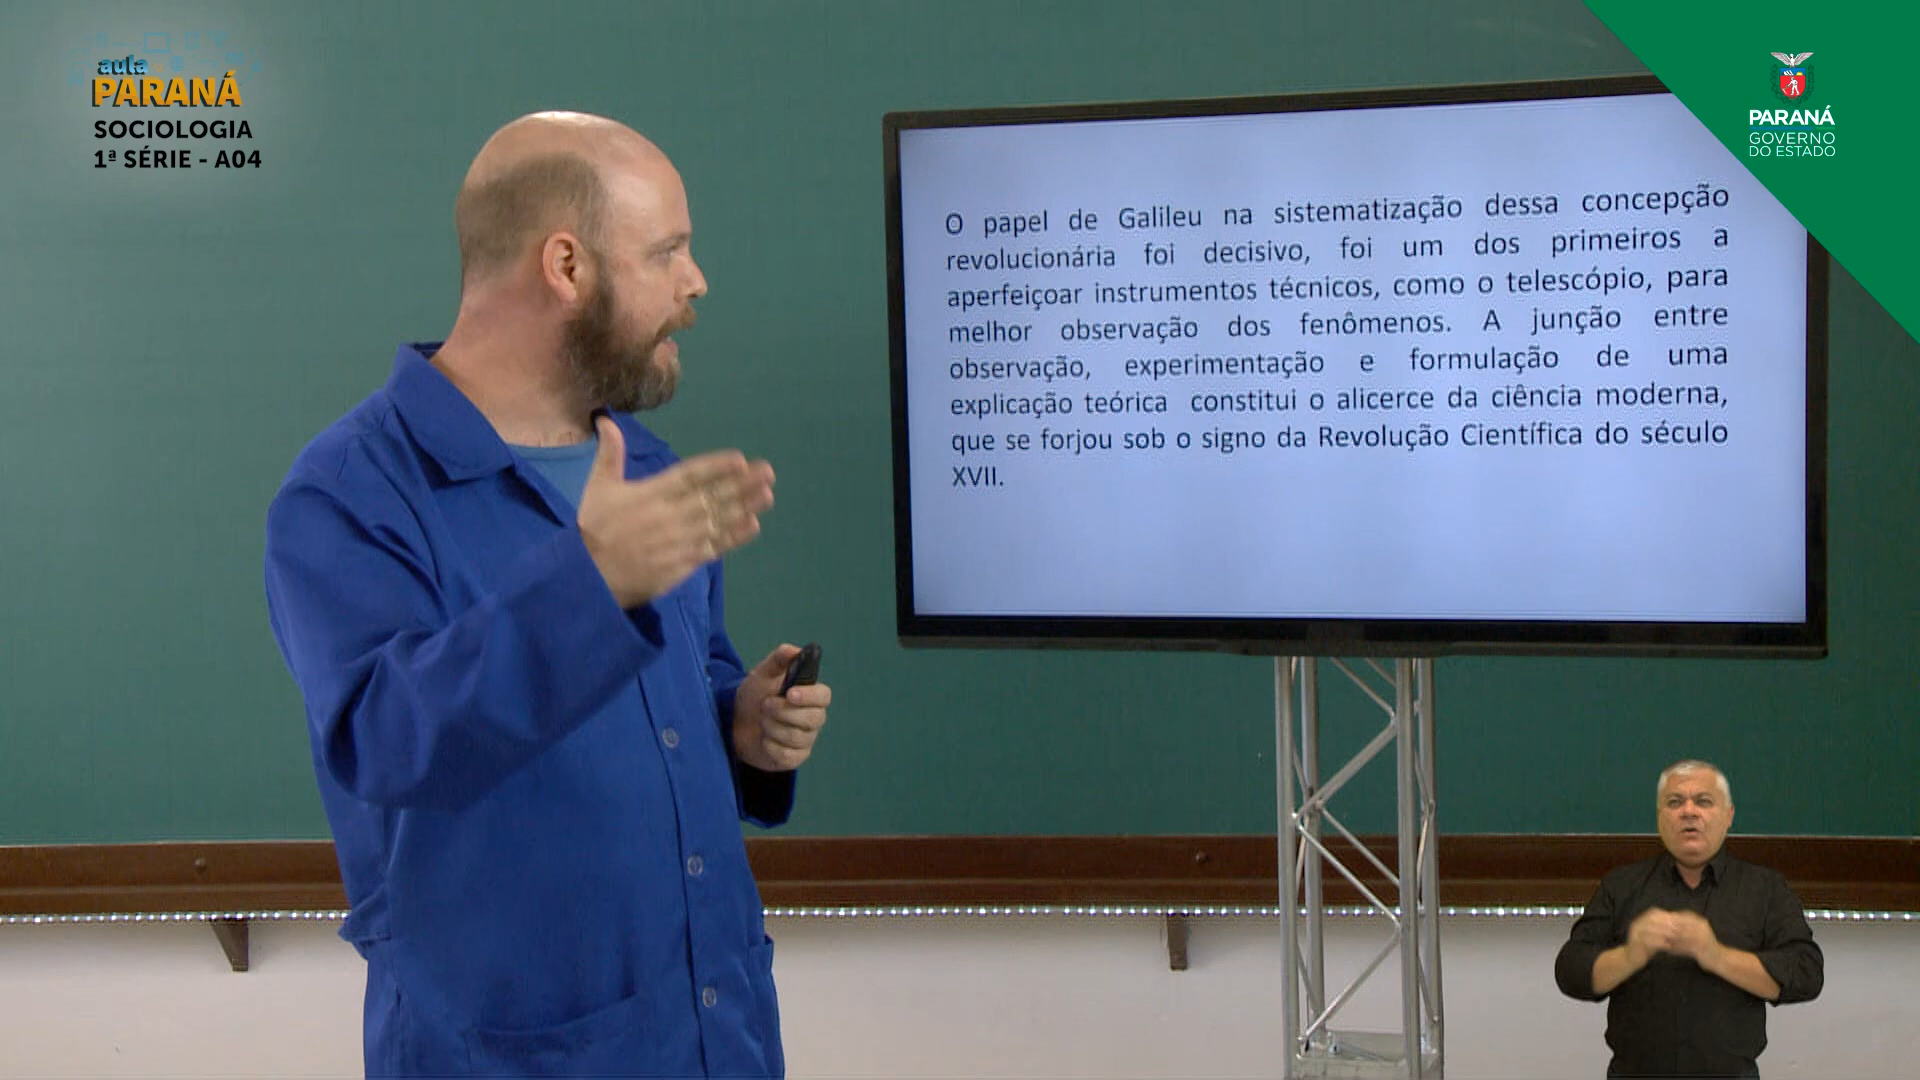 aula
PARANÁ
SOCIOLOGIA
1ª SÉRIE - A04
PARANÁ
GOVERNO
DO ESTADO
O papel de Galileu na sistematização dessa concepção
revolucionária foi decisivo, foi um dos primeiros a
aperfeiçoar instrumentos técnicos, como o telescópio, para
melhor observação dos fenômenos. A junção entre
observação, experimentação e formulação de uma
explicação teórica constitui o alicerce da ciência moderna,
que se forjou sob o signo da Revolução Científica do século
XVII.